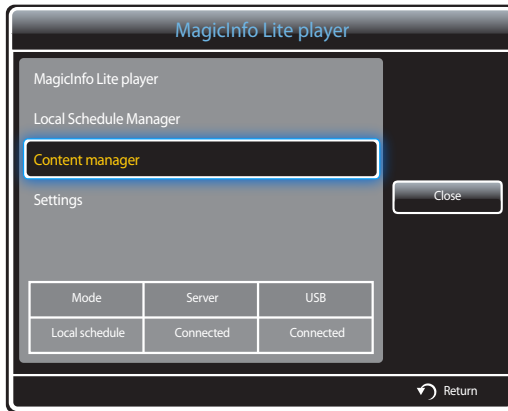 MagicInfo Lite player
MagicInfo Lite player
Local Schedule Manager
Content manager
Settings
Close
Mode Server USB
Local schedule Connected Connected
Return